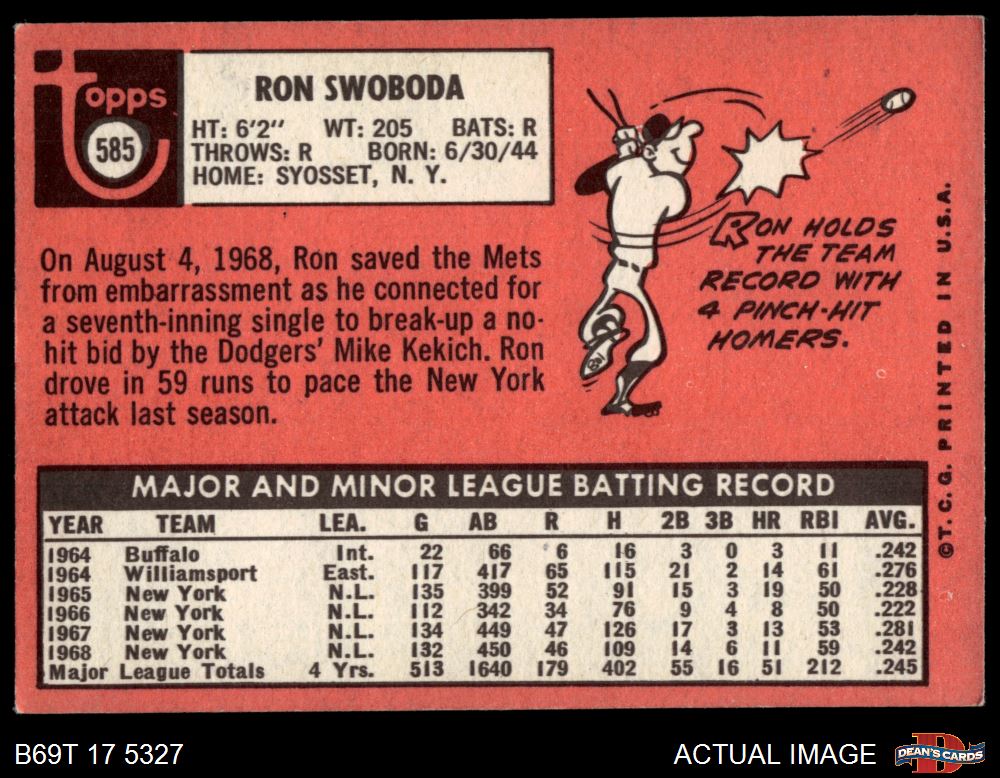 topps
585
RON SWOBODA
HT: 6'2" WT: 205 BATS: R
THROWS: R BORN: 6/30/44
HOME: SYOSSET, N. Y.
On August 4, 1968, Ron saved the Mets
from embarrassment as he connected for
a seventh-inning single to break-up a no-
hit bid by the Dodgers' Mike Kekich. Ron
drove in 59 runs to pace the New York
attack last season.
RON HOLDS
THE TEAM
RECORD WITH
4 PINCH-HIT
HOMERS.
©T. C. G. PRINTED IN U.S.A.
MAJOR AND MINOR LEAGUE BATTING RECORD
YEAR TEAM LEA. G AB R H 2B 3B HR RBI AVG.
1964 Buffalo Int. 22 66 6 16 3 0 3 11 .242
1964 Williamsport East. 117 417 65 115 21 2 14 61 .276
1965 New York N.L. 135 399 52 91 15 3 19 50 .228
1966 New York N.L. 112 342 34 76 9 4 8 50 .222
1967 New York N.L. 134 449 47 126 17 3 13 53 .281
1968 New York N.L. 132 450 46 109 14 6 11 59 .242
Major League Totals 4 Yrs. 513 1640 179 402 55 16 51 212 .245
B69T 17 5327
ACTUAL IMAGE
DEAN'S CARDS